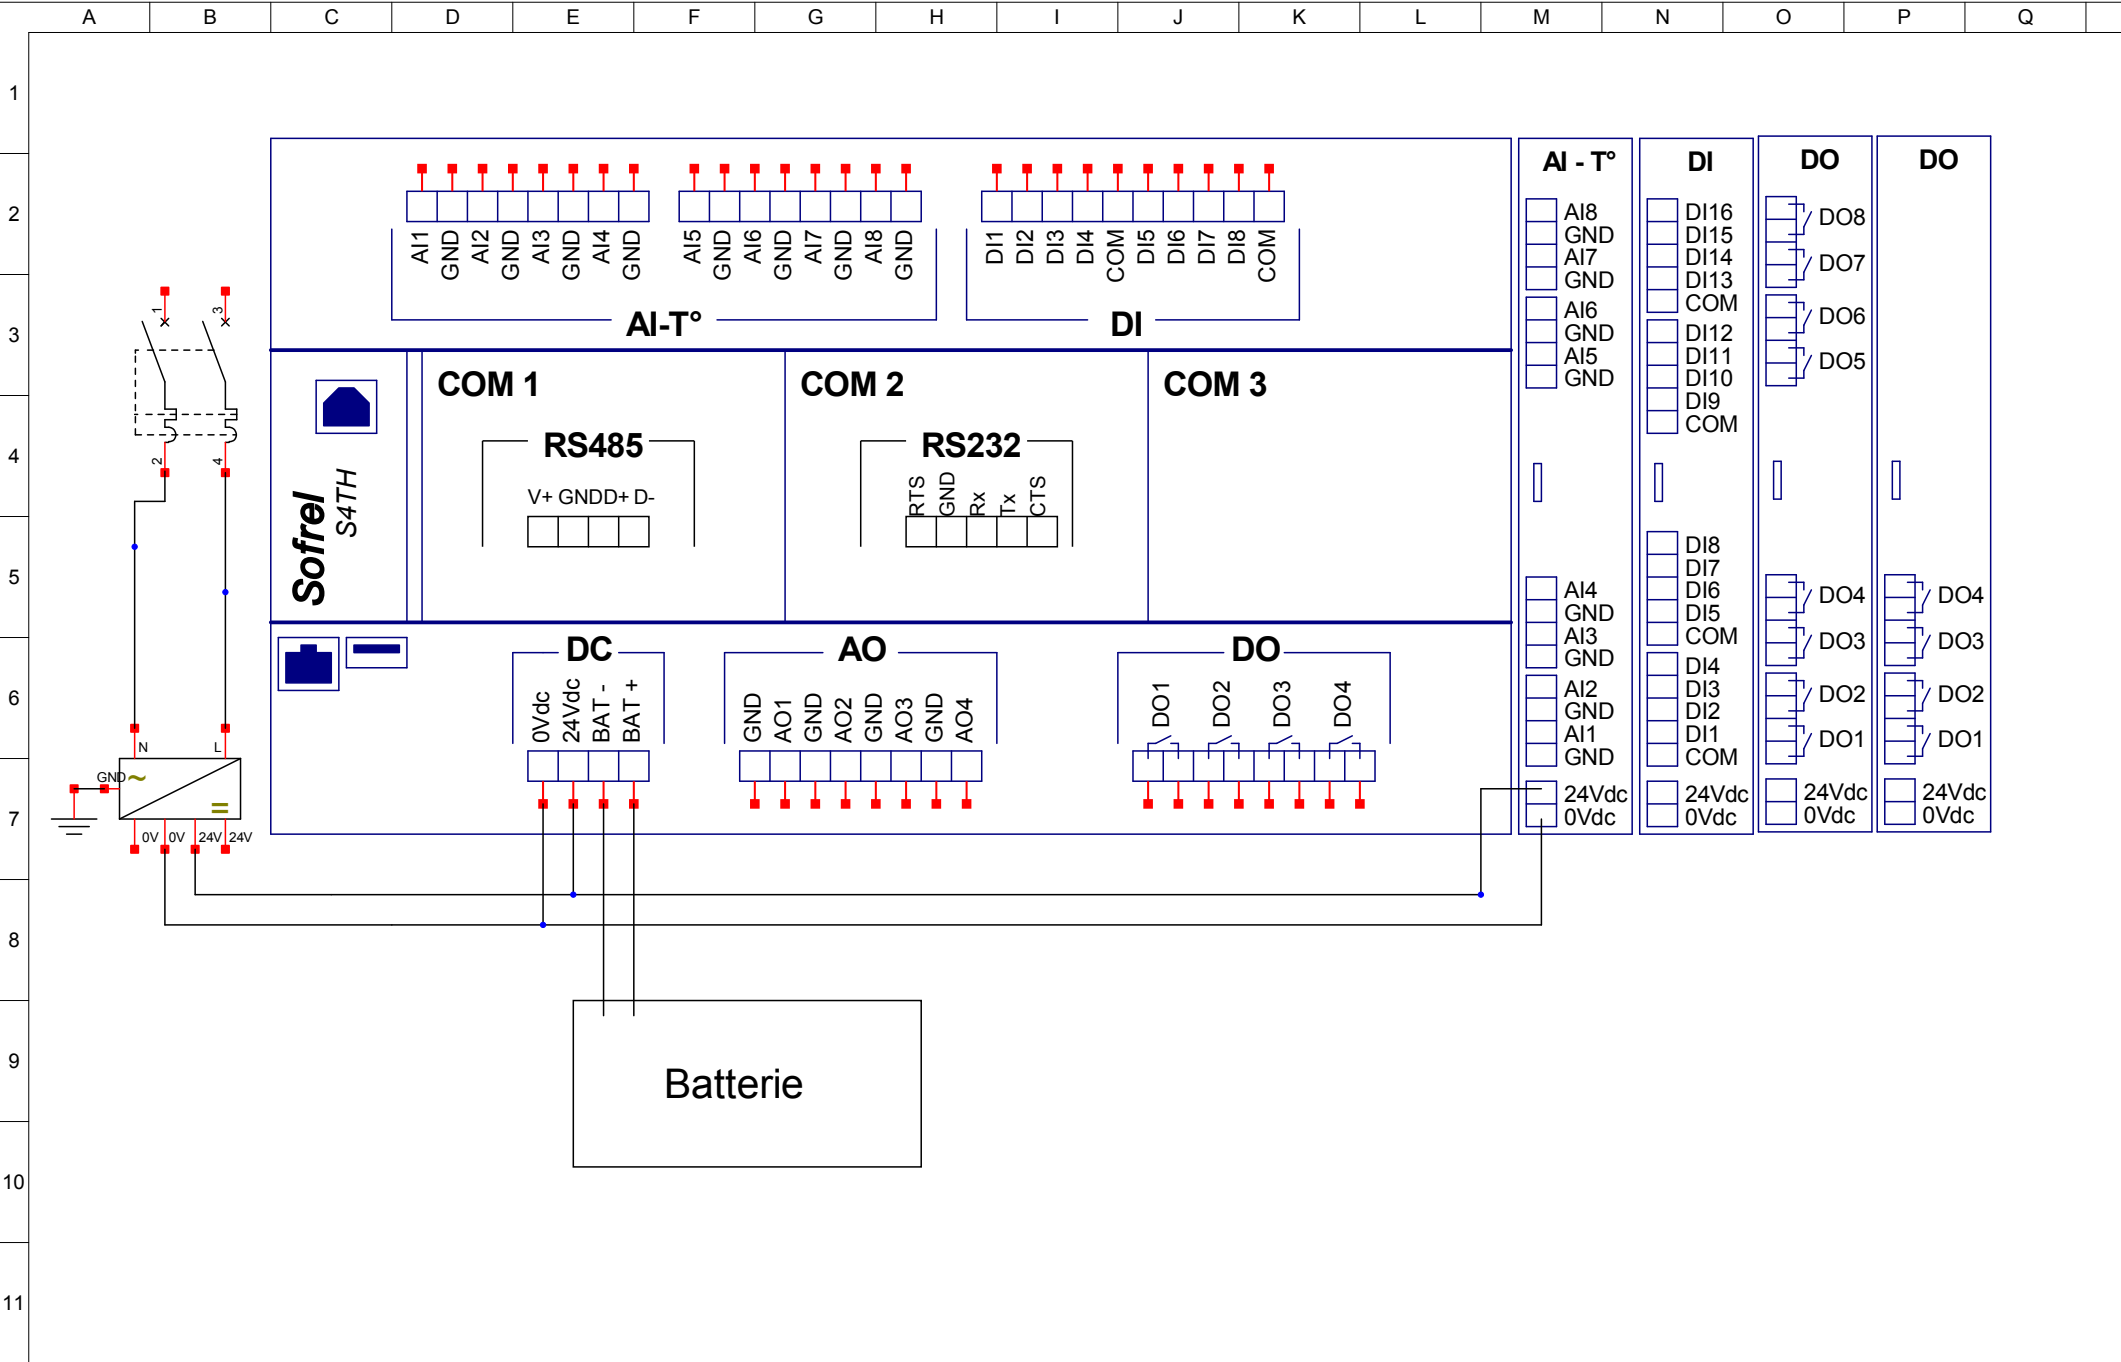 A B C D E F G H I J K L M N O P Q
1
2
3
4
5
6
7
8
9
10
11
AI1 GND AI2 GND AI3 GND AI4 GND
AI5 GND AI6 GND AI7 GND AI8 GND
AI-T°
DI1 DI2 DI3 DI4 COM DI5 DI6 DI7 DI8 COM
DI
1 3
2 4
Sofrel
S4TH
COM 1
RS485
V+ GND D+ D-
COM 2
RS232
RTS GND Rx Tx CTS
COM 3
DC
0Vdc 24Vdc BAT - BAT +
AO
GND AO1 GND AO2 GND AO3 GND AO4
DO
DO1 DO2 DO3 DO4
N L
GND ~
=
0V 0V 24V 24V
Batterie
AI - T°
AI8
GND
AI7
GND
AI6
GND
AI5
GND
AI4
GND
AI3
GND
AI2
GND
AI1
GND
24Vdc
0Vdc
DI
DI16
DI15
DI14
DI13
COM
DI12
DI11
DI10
DI9
COM
DI8
DI7
DI6
DI5
COM
DI4
DI3
DI2
DI1
COM
24Vdc
0Vdc
DO
DO8
DO7
DO6
DO5
DO4
DO3
DO2
DO1
24Vdc
0Vdc
DO
DO4
DO3
DO2
DO1
24Vdc
0Vdc